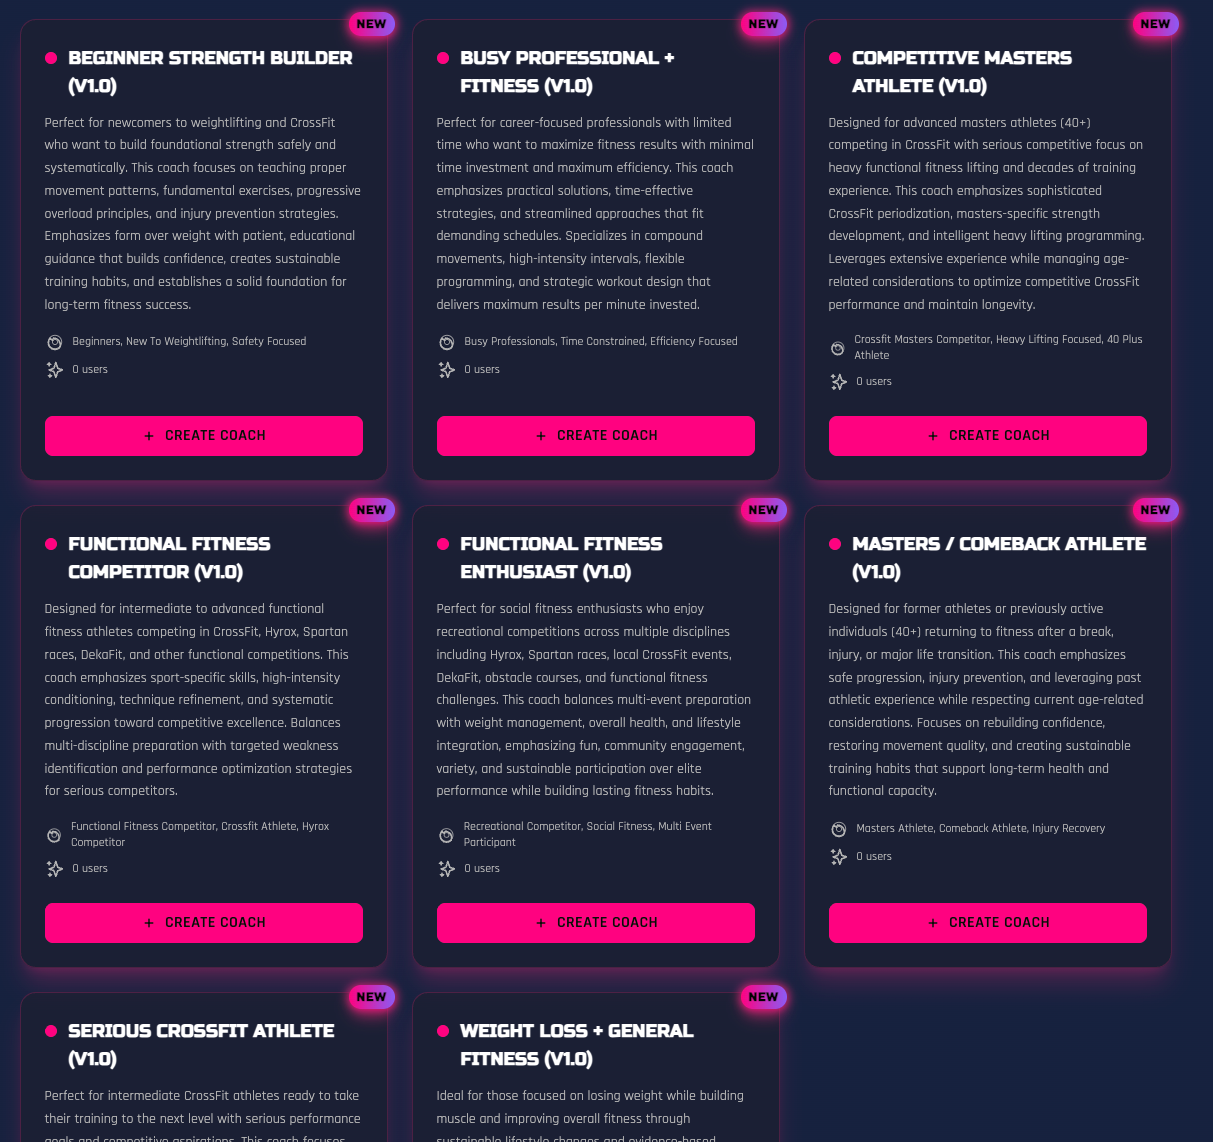 NEW
BEGINNER STRENGTH BUILDER
(V1.0)
Perfect for newcomers to weightlifting and CrossFit
who want to build foundational strength safely and
systematically. This coach focuses on teaching proper
movement patterns, fundamental exercises, progressive
overload principles, and injury prevention strategies.
Emphasizes form over weight with patient, educational
guidance that builds confidence, creates sustainable
training habits, and establishes a solid foundation for
long-term fitness success.
Beginners, New To Weightlifting, Safety Focused
0 users
+ CREATE COACH
NEW
BUSY PROFESSIONAL +
FITNESS (V1.0)
Perfect for career-focused professionals with limited
time who want to maximize fitness results with minimal
time investment and maximum efficiency. This coach
emphasizes practical solutions, time-effective
strategies, and streamlined approaches that fit
demanding schedules. Specializes in compound
movements, high-intensity intervals, flexible
programming, and strategic workout design that
delivers maximum results per minute invested.
Busy Professionals, Time Constrained, Efficiency Focused
0 users
+ CREATE COACH
NEW
COMPETITIVE MASTERS
ATHLETE (V1.0)
Designed for advanced masters athletes (40+)
competing in CrossFit with serious competitive focus on
heavy functional fitness lifting and decades of training
experience. This coach emphasizes sophisticated
CrossFit periodization, masters-specific strength
development, and intelligent heavy lifting programming.
Leverages extensive experience while managing age-
related considerations to optimize competitive CrossFit
performance and maintain longevity.
Crossfit Masters Competitor, Heavy Lifting Focused, 40 Plus
Athlete
0 users
+ CREATE COACH
NEW
FUNCTIONAL FITNESS
COMPETITOR (V1.0)
Designed for intermediate to advanced functional
fitness athletes competing in CrossFit, Hyrox, Spartan
races, DekaFit, and other functional competitions. This
coach emphasizes sport-specific skills, high-intensity
conditioning, technique refinement, and systematic
progression toward competitive excellence. Balances
multi-discipline preparation with targeted weakness
identification and performance optimization strategies
for serious competitors.
Functional Fitness Competitor, Crossfit Athlete, Hyrox
Competitor
0 users
+ CREATE COACH
NEW
FUNCTIONAL FITNESS
ENTHUSIAST (V1.0)
Perfect for social fitness enthusiasts who enjoy
recreational competitions across multiple disciplines
including Hyrox, Spartan races, local CrossFit events,
DekaFit, obstacle courses, and functional fitness
challenges. This coach balances multi-event preparation
with weight management, overall health, and lifestyle
integration, emphasizing fun, community engagement,
variety, and sustainable participation over elite
performance while building lasting fitness habits.
Recreational Competitor, Social Fitness, Multi Event
Participant
0 users
+ CREATE COACH
NEW
MASTERS / COMEBACK ATHLETE
(V1.0)
Designed for former athletes or previously active
individuals (40+) returning to fitness after a break,
injury, or major life transition. This coach emphasizes
safe progression, injury prevention, and leveraging past
athletic experience while respecting current age-related
considerations. Focuses on rebuilding confidence,
restoring movement quality, and creating sustainable
training habits that support long-term health and
functional capacity.
Masters Athlete, Comeback Athlete, Injury Recovery
0 users
+ CREATE COACH
NEW
SERIOUS CROSSFIT ATHLETE
(V1.0)
Perfect for intermediate CrossFit athletes ready to take
their training to the next level with serious performance
goals and competitive aspirations. This coach focuses
NEW
WEIGHT LOSS + GENERAL
FITNESS (V1.0)
Ideal for those focused on losing weight while building
muscle and improving overall fitness through
sustainable lifestyle changes and evidence-based